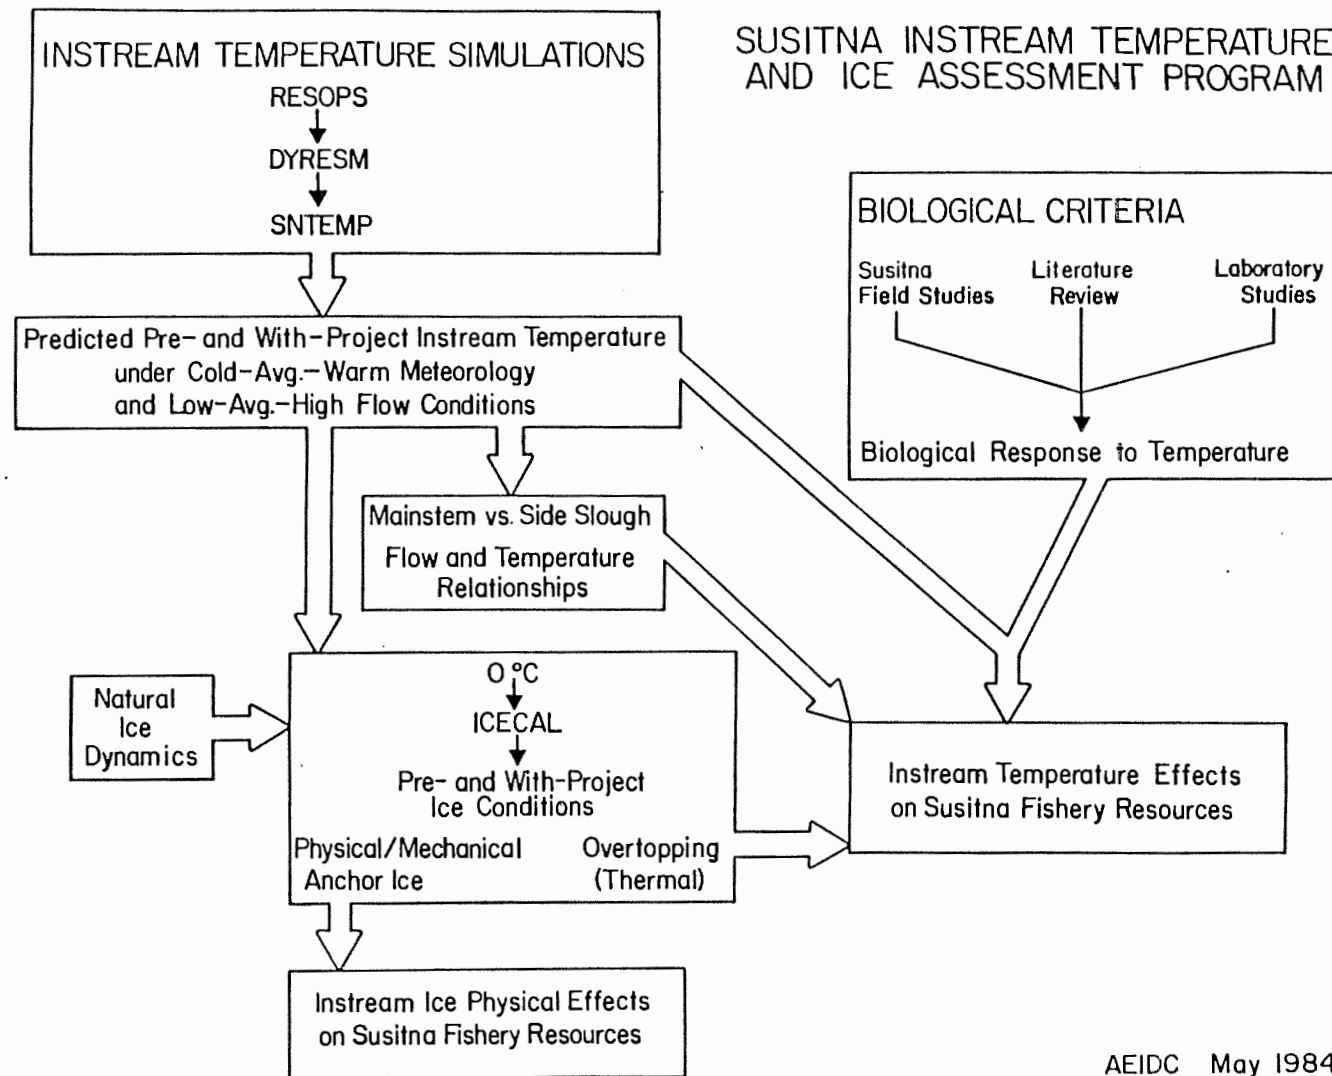 SUSITNA INSTREAM TEMPERATURE
AND ICE ASSESSMENT PROGRAM
INSTREAM TEMPERATURE SIMULATIONS
RESOPS
DYRESM
SNTEMP
BIOLOGICAL CRITERIA
Susitna
Field Studies
Literature
Review
Laboratory
Studies
Biological Response to Temperature
Predicted Pre- and With-Project Instream Temperature
under Cold-Avg.-Warm Meteorology
and Low-Avg.-High Flow Conditions
Mainstem vs. Side Slough
Flow and Temperature
Relationships
Natural
Ice
Dynamics
0 °C
ICECAL
Pre- and With-Project
Ice Conditions
Physical/Mechanical
Anchor Ice
Overtopping
(Thermal)
Instream Temperature Effects
on Susitna Fishery Resources
Instream Ice Physical Effects
on Susitna Fishery Resources
AEIDC May 1984